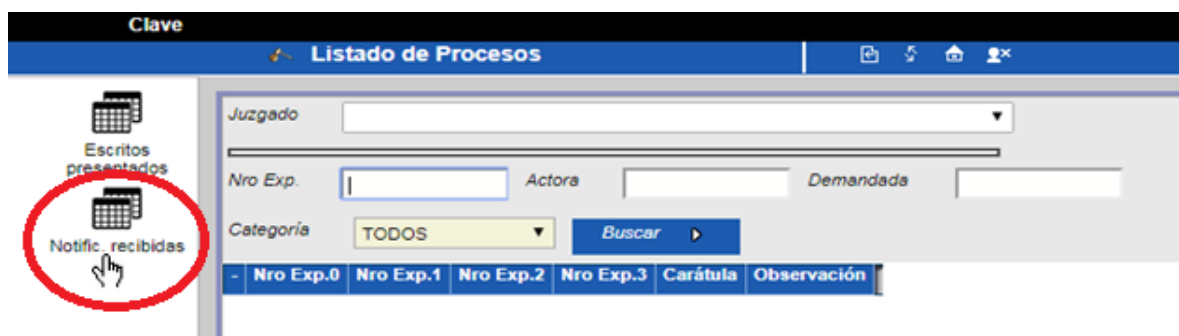 Clave
Listado de Procesos
Escritos
presentados
Notific. recibidas
Juzgado
Nro Exp. Actora Demandada
Categoría TODOS Buscar
- Nro Exp.0 Nro Exp.1 Nro Exp.2 Nro Exp.3 Carátula Observación